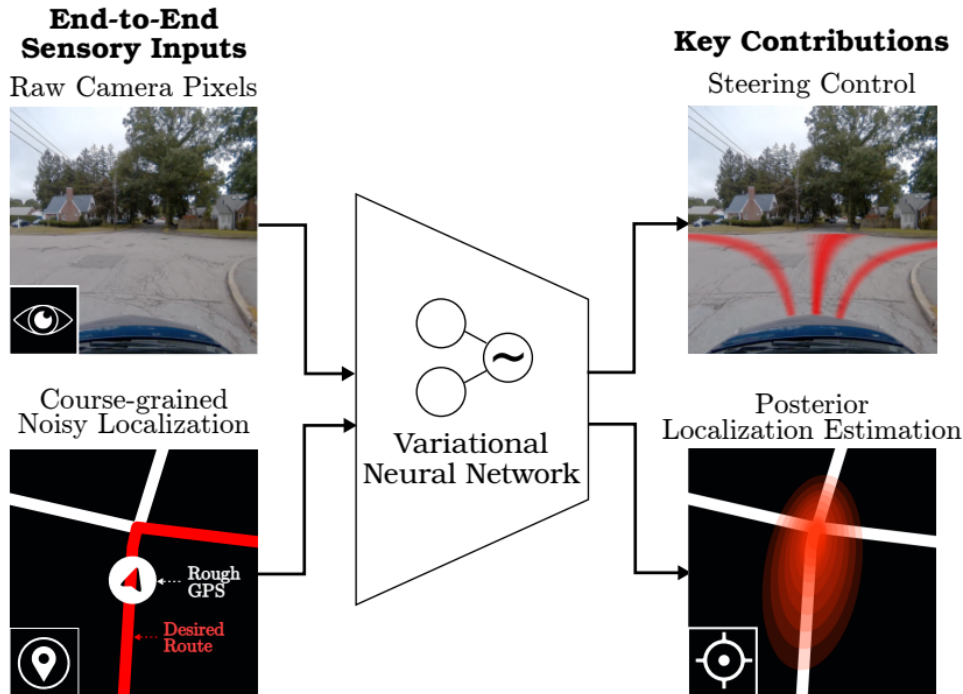 End-to-End
Sensory Inputs
Raw Camera Pixels
Course-grained
Noisy Localization
Rough
GPS
Desired
Route
~
Variational
Neural Network
Key Contributions
Steering Control
Posterior
Localization Estimation